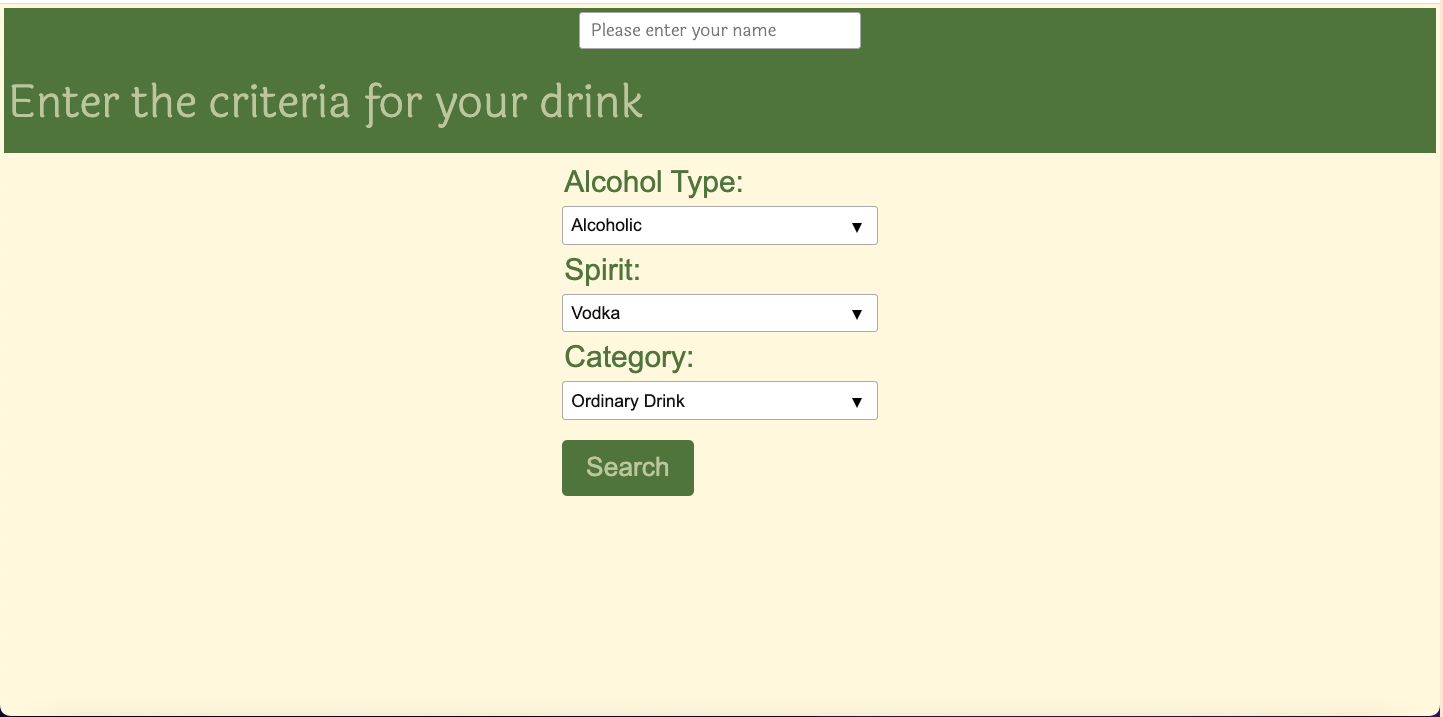 Please enter your name
Enter the criteria for your drink
Alcohol Type:
Alcoholic
Spirit:
Vodka
Category:
Ordinary Drink
Search